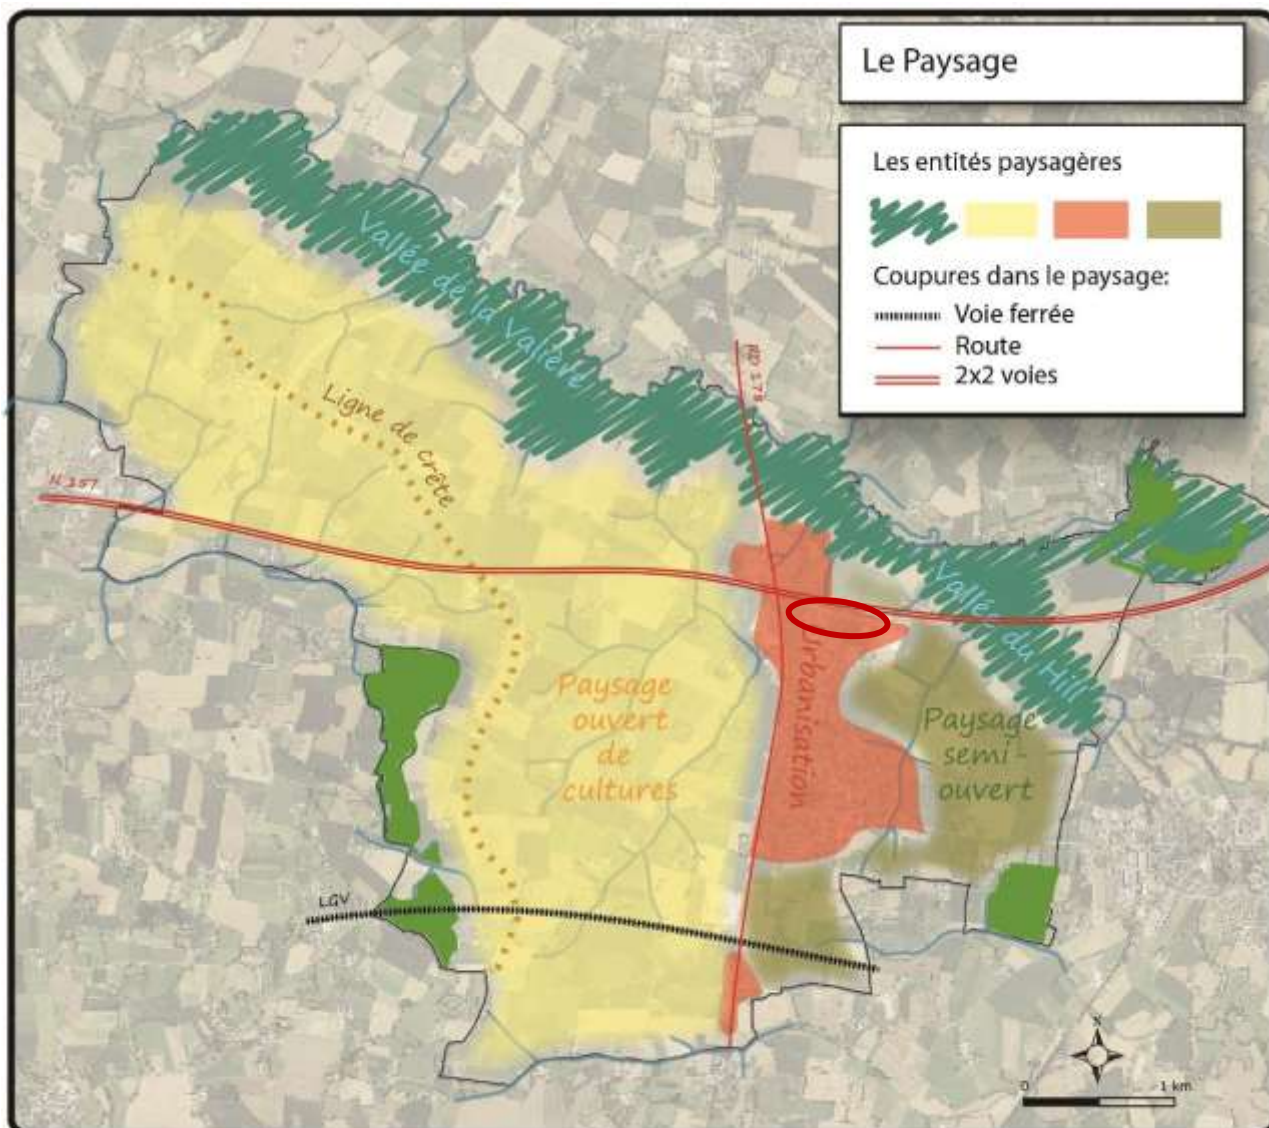 Le Paysage
Les entités paysagères
Coupures dans le paysage:
Voie ferrée
Route
2x2 voies
Vallée de la Valière
RD 178
Ligne de crête
N 157
Vallée du Hill
Urbanisation
Paysage
ouvert
de
cultures
Paysage
semi-
ouvert
LGV
N
0 1 km